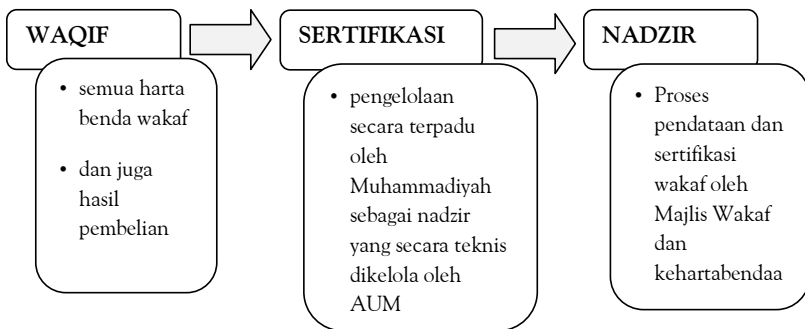 WAQIF
• semua harta
benda wakaf
• dan juga
hasil
pembelian
SERTIFIKASI
• pengelolaan
secara terpadu
oleh
Muhammadiyah
sebagai nadzir
yang secara teknis
dikelola oleh
AUM
NADZIR
• Proses
pendataan dan
sertifikasi
wakaf oleh
Majlis Wakaf
dan
kehartabendaa